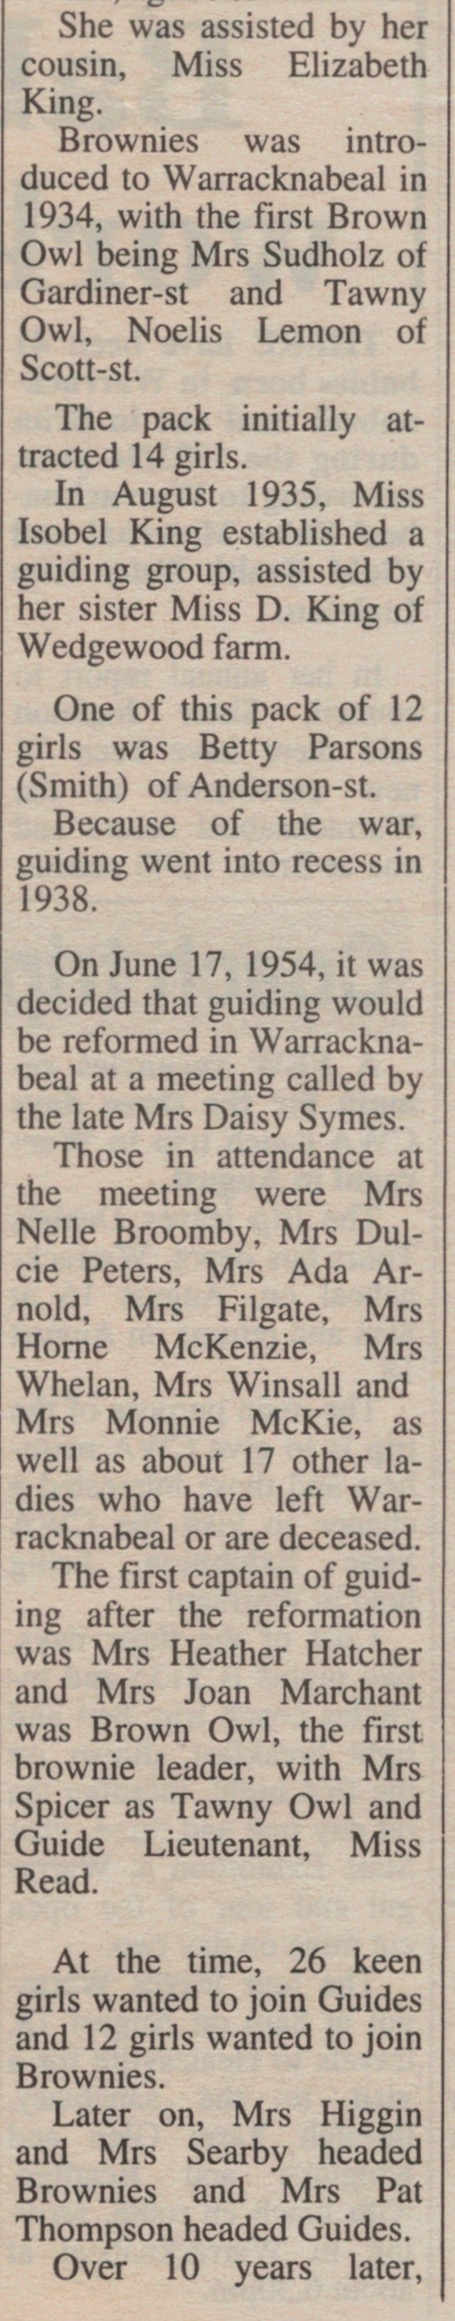 She was assisted by her
cousin, Miss Elizabeth
King.
Brownies was intro-
duced to Warracknabeal in
1934, with the first Brown
Owl being Mrs Sudholz of
Gardiner-st and Tawny
Owl, Noelis Lemon of
Scott-st.
The pack initially at-
tracted 14 girls.
In August 1935, Miss
Isobel King established a
guiding group, assisted by
her sister Miss D. King of
Wedgewood farm.
One of this pack of 12
girls was Betty Parsons
(Smith) of Anderson-st.
Because of the war,
guiding went into recess in
1938.
On June 17, 1954, it was
decided that guiding would
be reformed in Warrackna-
beal at a meeting called by
the late Mrs Daisy Symes.
Those in attendance at
the meeting were Mrs
Nelle Broomby, Mrs Dul-
cie Peters, Mrs Ada Ar-
nold, Mrs Filgate, Mrs
Horne McKenzie, Mrs
Whelan, Mrs Winsall and
Mrs Monnie McKie, as
well as about 17 other la-
dies who have left War-
racknabeal or are deceased.
The first captain of guid-
ing after the reformation
was Mrs Heather Hatcher
and Mrs Joan Marchant
was Brown Owl, the first
brownie leader, with Mrs
Spicer as Tawny Owl and
Guide Lieutenant, Miss
Read.
At the time, 26 keen
girls wanted to join Guides
and 12 girls wanted to join
Brownies.
Later on, Mrs Higgin
and Mrs Searby headed
Brownies and Mrs Pat
Thompson headed Guides.
Over 10 years later,